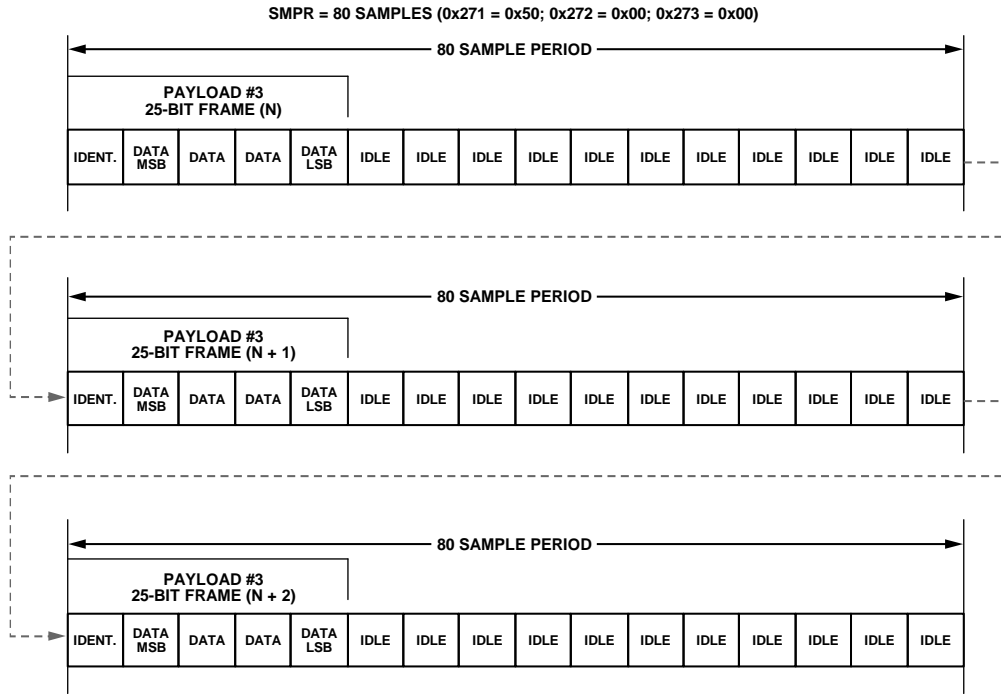 SMPR = 80 SAMPLES (0x271 = 0x50; 0x272 = 0x00; 0x273 = 0x00)
80 SAMPLE PERIOD
PAYLOAD #3
25-BIT FRAME (N)
IDENT. DATA MSB DATA DATA DATA LSB IDLE IDLE IDLE IDLE IDLE IDLE IDLE IDLE IDLE IDLE IDLE
80 SAMPLE PERIOD
PAYLOAD #3
25-BIT FRAME (N + 1)
IDENT. DATA MSB DATA DATA DATA LSB IDLE IDLE IDLE IDLE IDLE IDLE IDLE IDLE IDLE IDLE IDLE
80 SAMPLE PERIOD
PAYLOAD #3
25-BIT FRAME (N + 2)
IDENT. DATA MSB DATA DATA DATA LSB IDLE IDLE IDLE IDLE IDLE IDLE IDLE IDLE IDLE IDLE IDLE